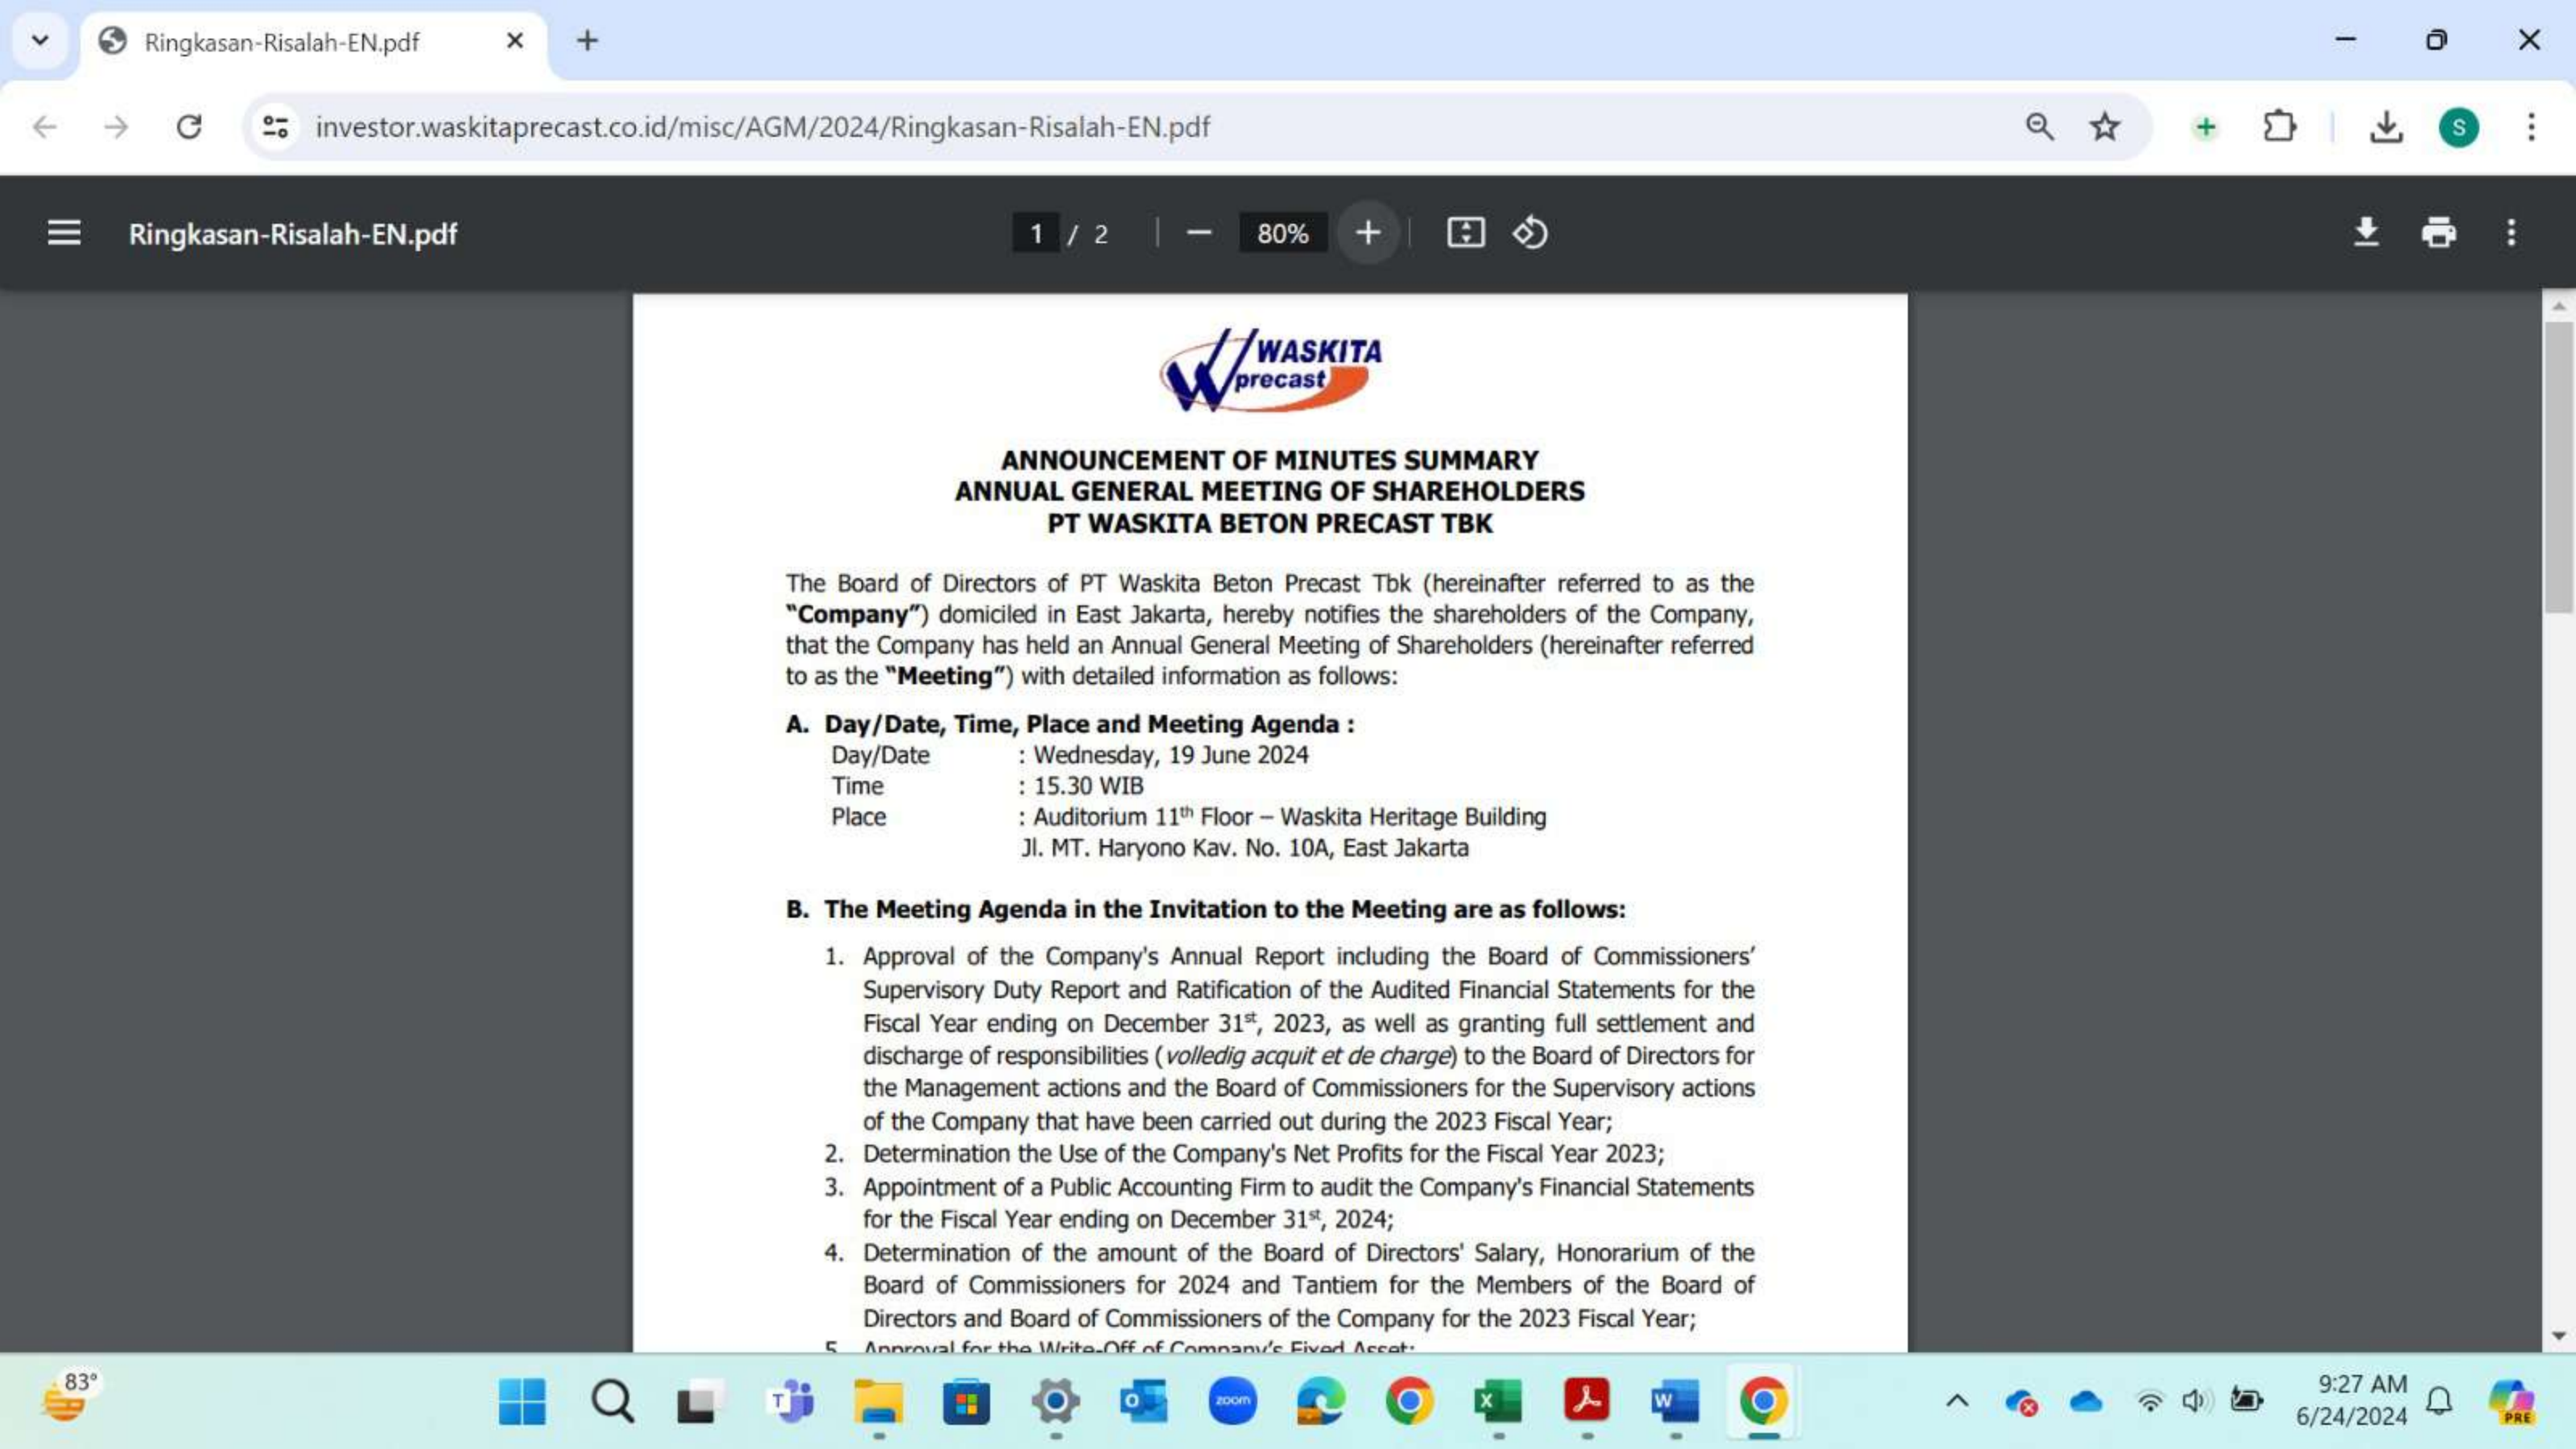 Ringkasan-Risalah-EN.pdf
investor.waskitaprecast.co.id/misc/AGM/2024/Ringkasan-Risalah-EN.pdf
S
Ringkasan-Risalah-EN.pdf
1 / 2
80%
WASKITA
precast
ANNOUNCEMENT OF MINUTES SUMMARY
ANNUAL GENERAL MEETING OF SHAREHOLDERS
PT WASKITA BETON PRECAST TBK
The Board of Directors of PT Waskita Beton Precast Tbk (hereinafter referred to as the
“Company”) domiciled in East Jakarta, hereby notifies the shareholders of the Company,
that the Company has held an Annual General Meeting of Shareholders (hereinafter referred
to as the “Meeting”) with detailed information as follows:
A. Day/Date, Time, Place and Meeting Agenda :
Day/Date : Wednesday, 19 June 2024
Time : 15.30 WIB
Place : Auditorium 11th Floor – Waskita Heritage Building
Jl. MT. Haryono Kav. No. 10A, East Jakarta
B. The Meeting Agenda in the Invitation to the Meeting are as follows:
1. Approval of the Company's Annual Report including the Board of Commissioners’
Supervisory Duty Report and Ratification of the Audited Financial Statements for the
Fiscal Year ending on December 31st, 2023, as well as granting full settlement and
discharge of responsibilities (volledig acquit et de charge) to the Board of Directors for
the Management actions and the Board of Commissioners for the Supervisory actions
of the Company that have been carried out during the 2023 Fiscal Year;
2. Determination the Use of the Company's Net Profits for the Fiscal Year 2023;
3. Appointment of a Public Accounting Firm to audit the Company's Financial Statements
for the Fiscal Year ending on December 31st, 2024;
4. Determination of the amount of the Board of Directors' Salary, Honorarium of the
Board of Commissioners for 2024 and Tantiem for the Members of the Board of
Directors and Board of Commissioners of the Company for the 2023 Fiscal Year;
5. Approval for the Write-Off of Company’s Fixed Asset;
83°
zoom
9:27 AM
6/24/2024
PRE